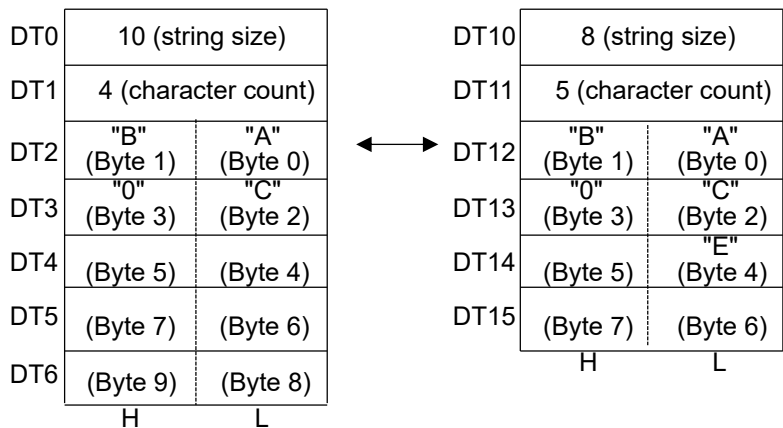 DT0 10 (string size)
DT1 4 (character count)
DT2 "B" "A"
(Byte 1) (Byte 0)
DT3 "0" "C"
(Byte 3) (Byte 2)
DT4 (Byte 5) (Byte 4)
DT5 (Byte 7) (Byte 6)
DT6 (Byte 9) (Byte 8)
H L
DT10 8 (string size)
DT11 5 (character count)
DT12 "B" "A"
(Byte 1) (Byte 0)
DT13 "0" "C"
(Byte 3) (Byte 2)
DT14 "E"
(Byte 5) (Byte 4)
DT15 (Byte 7) (Byte 6)
H L